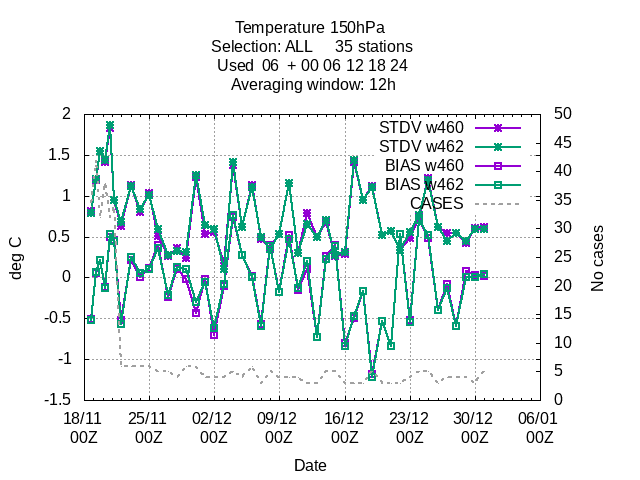 Temperature 150hPa
Selection: ALL     35 stations
Used  06  + 00 06 12 18 24
Averaging window: 12h
2
1.5
1
0.5
0
-0.5
-1
-1.5
deg C
50
45
40
35
30
25
20
15
10
5
0
No cases
STDV w460
STDV w462
BIAS w460
BIAS w462
CASES
18/11 00Z
25/11 00Z
02/12 00Z
09/12 00Z
16/12 00Z
23/12 00Z
30/12 00Z
06/01 00Z
Date